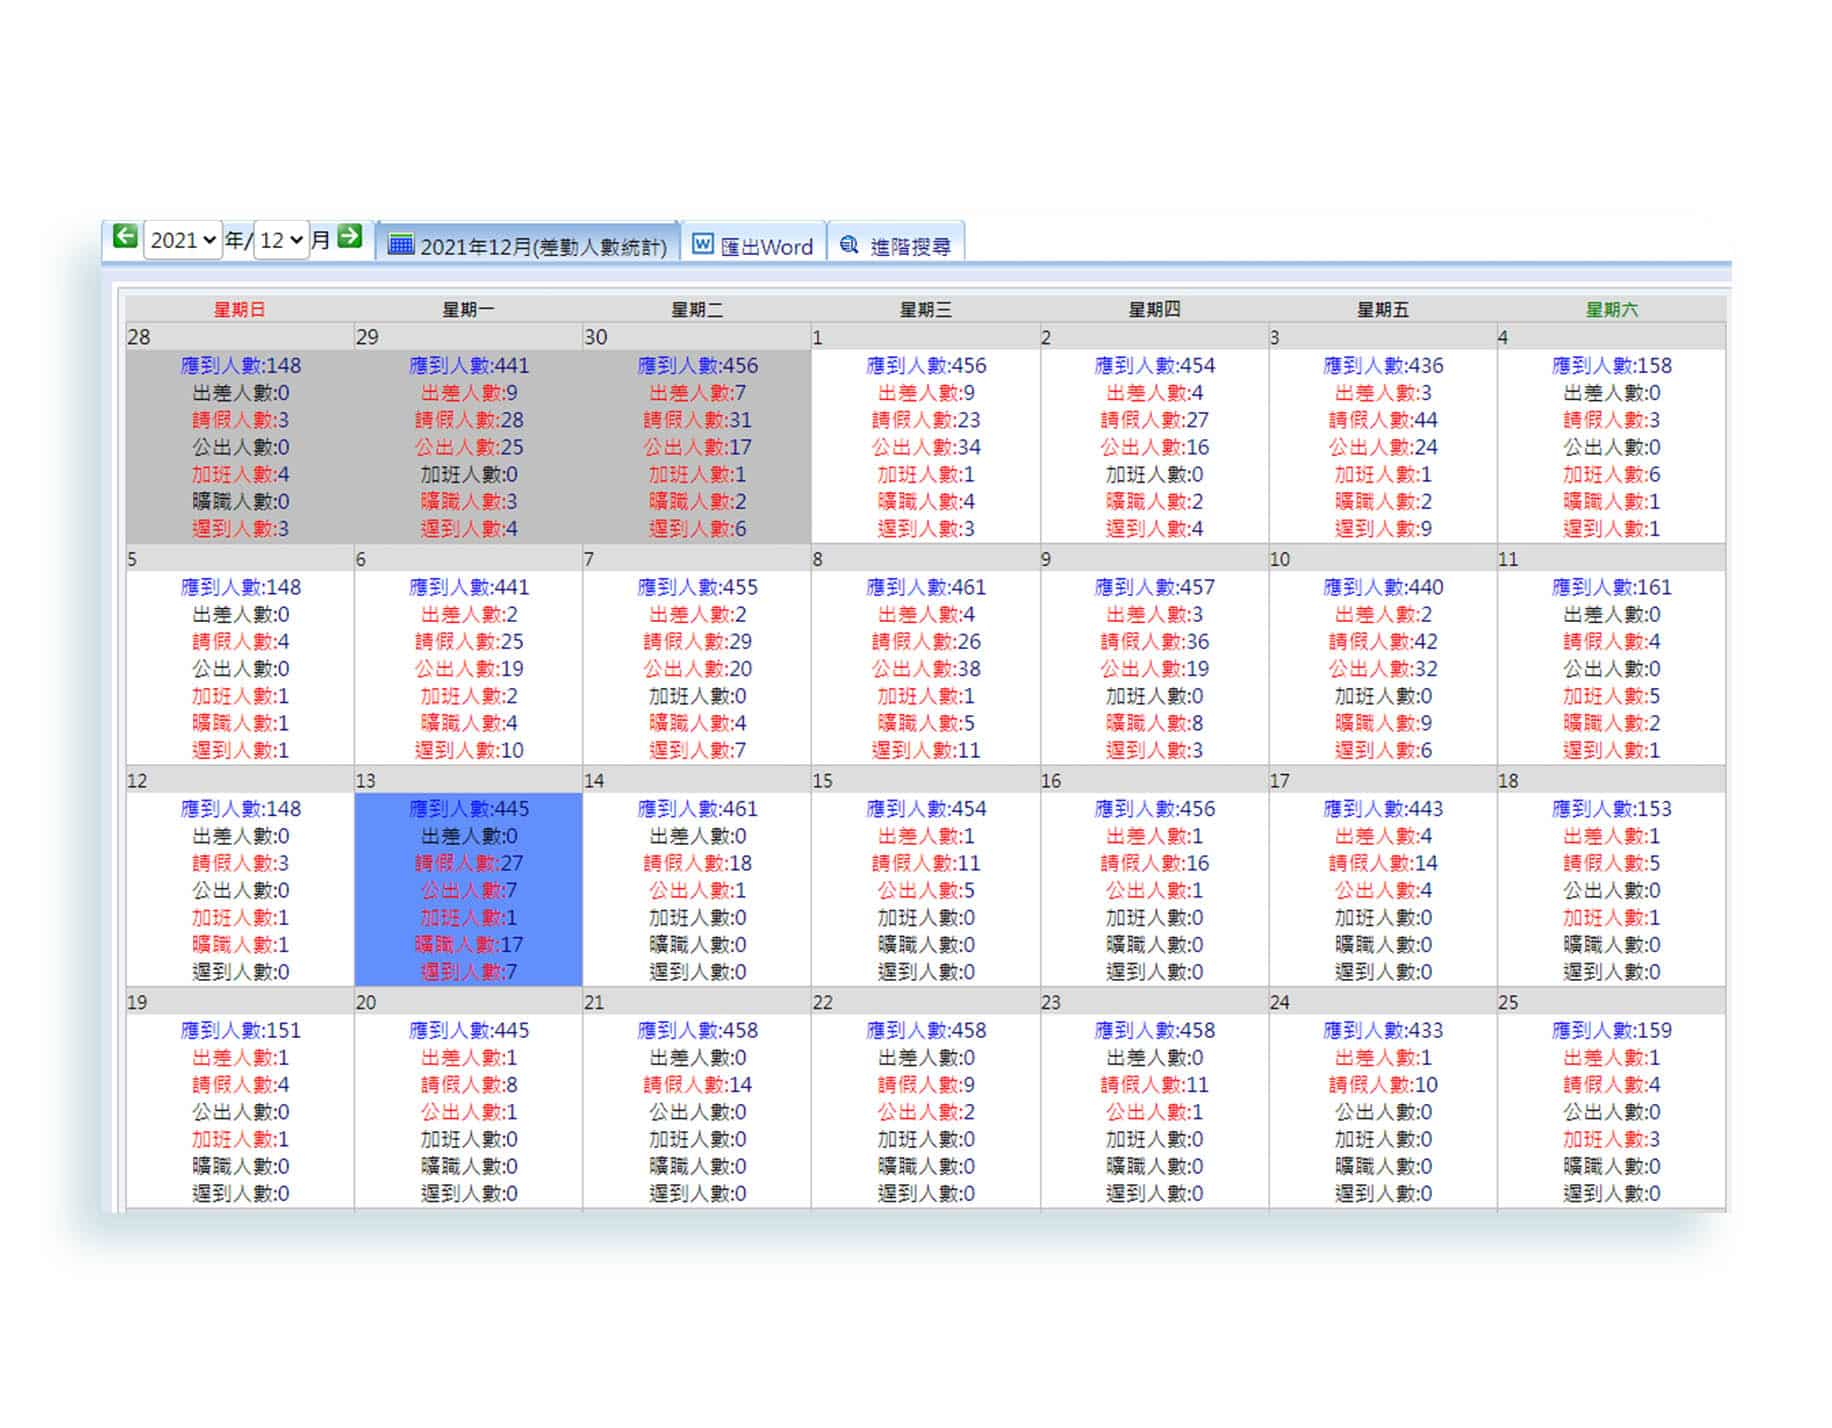 2021 年/ 12 月 2021年12月(差勤人數統計) 匯出Word 進階搜尋
星期日 星期一 星期二 星期三 星期四 星期五 星期六
28 29 30 1 2 3 4
應到人數:148 應到人數:441 應到人數:456 應到人數:456 應到人數:454 應到人數:436 應到人數:158
出差人數:0 出差人數:9 出差人數:7 出差人數:9 出差人數:4 出差人數:3 出差人數:0
請假人數:3 請假人數:28 請假人數:31 請假人數:23 請假人數:27 請假人數:44 請假人數:3
公出人數:0 公出人數:25 公出人數:17 公出人數:34 公出人數:16 公出人數:24 公出人數:0
加班人數:4 加班人數:0 加班人數:1 加班人數:1 加班人數:0 加班人數:1 加班人數:6
曠職人數:0 曠職人數:3 曠職人數:2 曠職人數:4 曠職人數:2 曠職人數:2 曠職人數:1
遲到人數:3 遲到人數:4 遲到人數:6 遲到人數:3 遲到人數:4 遲到人數:9 遲到人數:1
5 6 7 8 9 10 11
應到人數:148 應到人數:441 應到人數:455 應到人數:461 應到人數:457 應到人數:440 應到人數:161
出差人數:0 出差人數:2 出差人數:2 出差人數:4 出差人數:3 出差人數:2 出差人數:0
請假人數:4 請假人數:25 請假人數:29 請假人數:26 請假人數:36 請假人數:42 請假人數:4
公出人數:0 公出人數:19 公出人數:20 公出人數:38 公出人數:19 公出人數:32 公出人數:0
加班人數:1 加班人數:2 加班人數:0 加班人數:1 加班人數:0 加班人數:0 加班人數:5
曠職人數:1 曠職人數:4 曠職人數:4 曠職人數:5 曠職人數:8 曠職人數:9 曠職人數:2
遲到人數:1 遲到人數:10 遲到人數:7 遲到人數:11 遲到人數:3 遲到人數:6 遲到人數:1
12 13 14 15 16 17 18
應到人數:148 應到人數:445 應到人數:461 應到人數:454 應到人數:456 應到人數:443 應到人數:153
出差人數:0 出差人數:0 出差人數:0 出差人數:1 出差人數:1 出差人數:4 出差人數:1
請假人數:3 請假人數:27 請假人數:18 請假人數:11 請假人數:16 請假人數:14 請假人數:5
公出人數:0 公出人數:7 公出人數:1 公出人數:5 公出人數:1 公出人數:4 公出人數:0
加班人數:1 加班人數:1 加班人數:0 加班人數:0 加班人數:0 加班人數:0 加班人數:1
曠職人數:1 曠職人數:17 曠職人數:0 曠職人數:0 曠職人數:0 曠職人數:0 曠職人數:0
遲到人數:0 遲到人數:7 遲到人數:0 遲到人數:0 遲到人數:0 遲到人數:0 遲到人數:0
19 20 21 22 23 24 25
應到人數:151 應到人數:445 應到人數:458 應到人數:458 應到人數:458 應到人數:433 應到人數:159
出差人數:1 出差人數:1 出差人數:0 出差人數:0 出差人數:0 出差人數:1 出差人數:1
請假人數:4 請假人數:8 請假人數:14 請假人數:9 請假人數:11 請假人數:10 請假人數:4
公出人數:0 公出人數:1 公出人數:0 公出人數:2 公出人數:1 公出人數:0 公出人數:0
加班人數:1 加班人數:0 加班人數:0 加班人數:0 加班人數:0 加班人數:0 加班人數:3
曠職人數:0 曠職人數:0 曠職人數:0 曠職人數:0 曠職人數:0 曠職人數:0 曠職人數:0
遲到人數:0 遲到人數:0 遲到人數:0 遲到人數:0 遲到人數:0 遲到人數:0 遲到人數:0